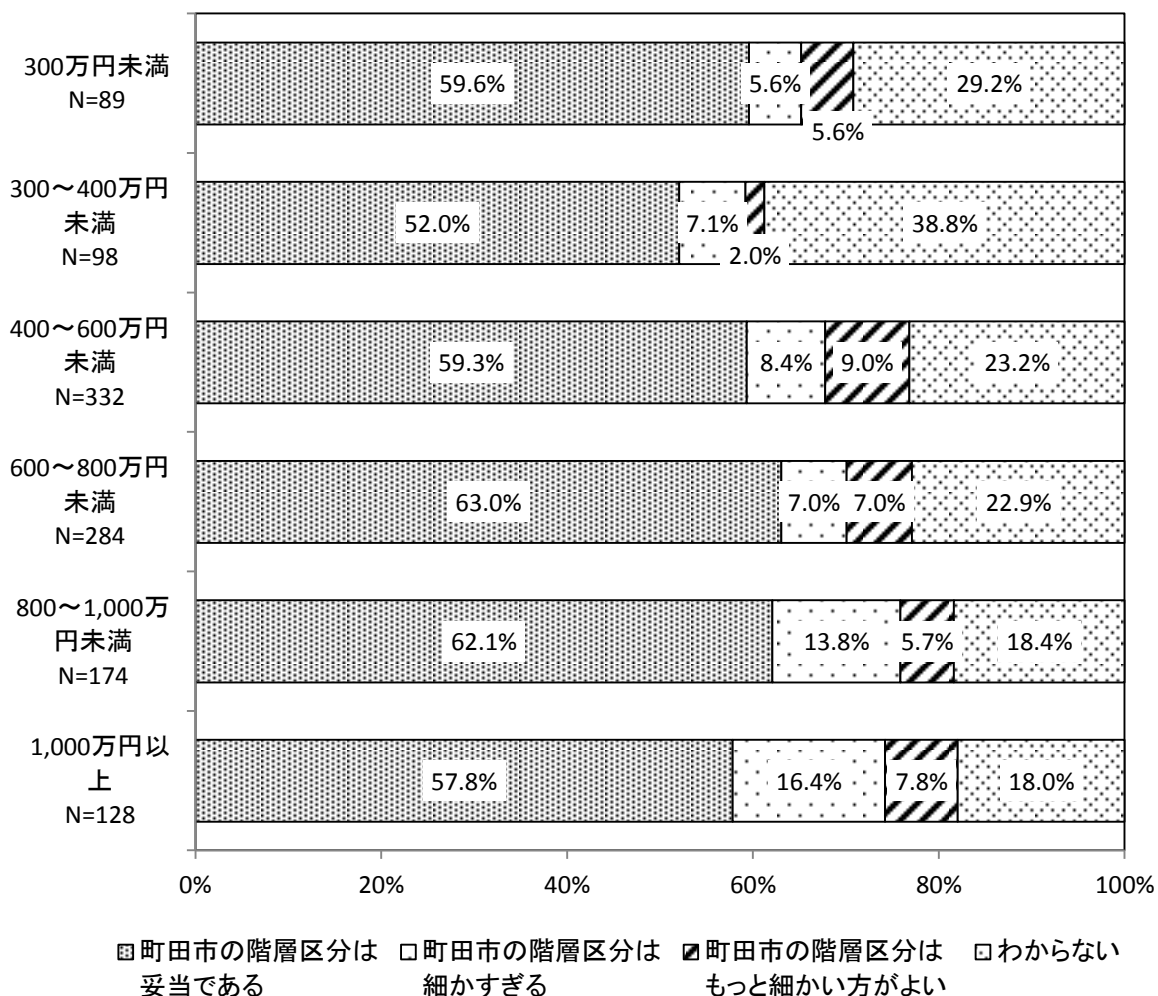 300万円未満
N=89
59.6%
5.6%
5.6%
29.2%
300～400万円
未満
N=98
52.0%
7.1%
2.0%
38.8%
400～600万円
未満
N=332
59.3%
8.4%
9.0%
23.2%
600～800万円
未満
N=284
63.0%
7.0%
7.0%
22.9%
800～1,000万
円未満
N=174
62.1%
13.8%
5.7%
18.4%
1,000万円以
上
N=128
57.8%
16.4%
7.8%
18.0%
0%
20%
40%
60%
80%
100%
町田市の階層区分は
妥当である
町田市の階層区分は
細かすぎる
町田市の階層区分は
もっと細かい方がよい
わからない